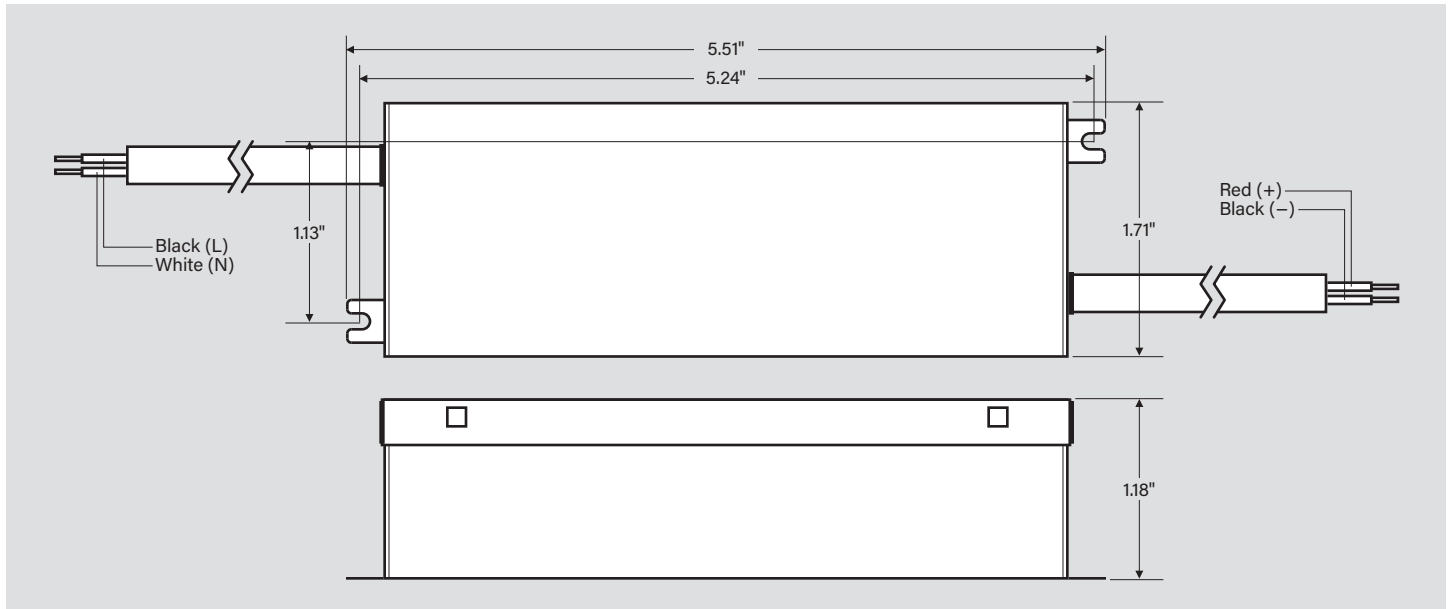 5.51"
5.24"
1.13"
1.71"
Red (+)
Black (−)
Black (L)
White (N)
1.18"